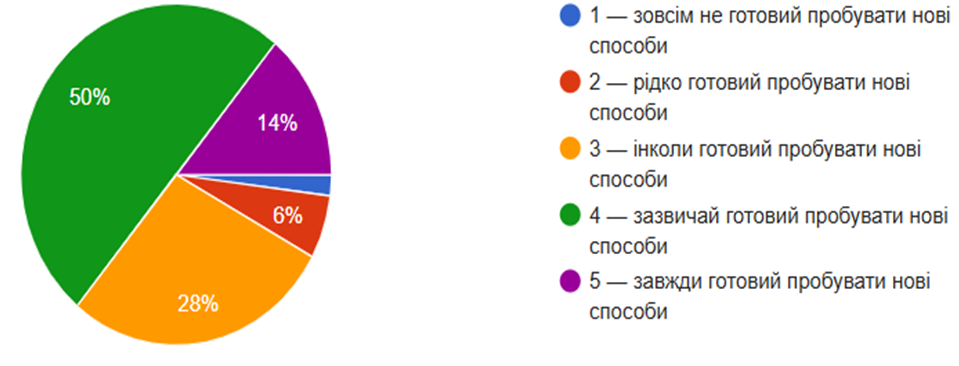 50%
14%
6%
28%
1 — зовсім не готовий пробувати нові
способи
2 — рідко готовий пробувати нові
способи
3 — інколи готовий пробувати нові
способи
4 — зазвичай готовий пробувати нові
способи
5 — завжди готовий пробувати нові
способи